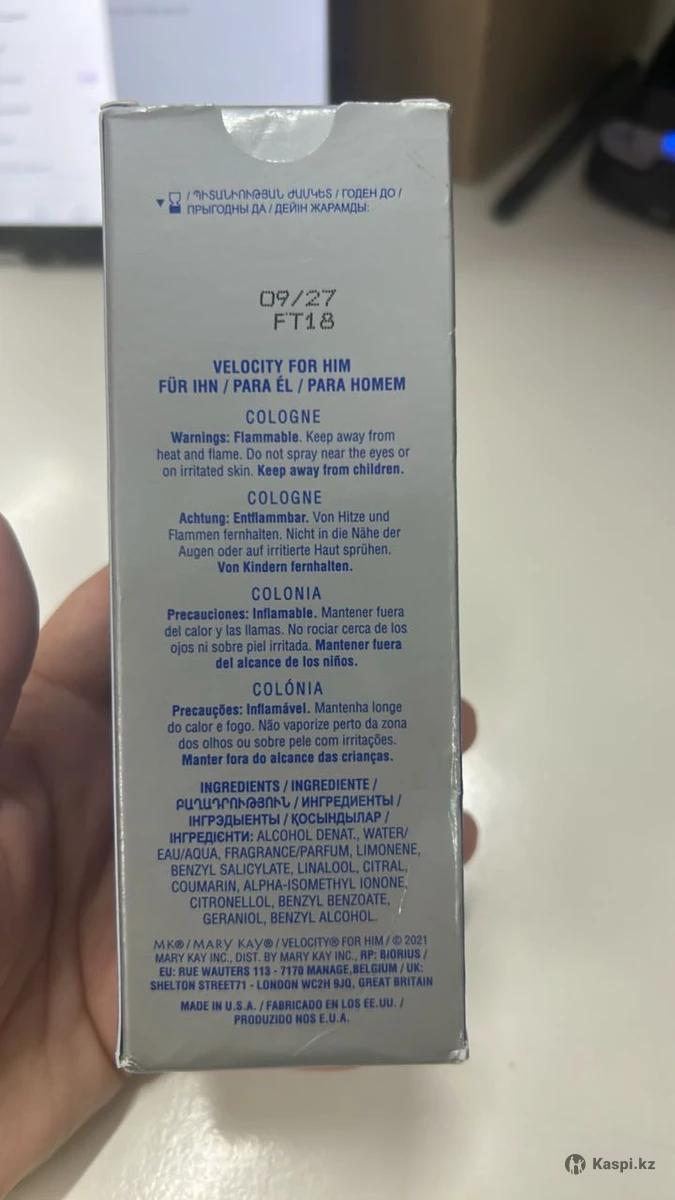 / ՊԻՏԱՆԻՈՒԹՅԱՆ ԺԱՄԿԵՏ / ГОДЕН ДО /
ПРЫГОДНЫ ДА / ДЕЙІН ЖАРАМДЫ:
09/27
FT18
VELOCITY FOR HIM
FÜR IHN / PARA ÉL / PARA HOMEM
COLOGNE
Warnings: Flammable. Keep away from
heat and flame. Do not spray near the eyes or
on irritated skin. Keep away from children.
COLOGNE
Achtung: Entflammbar. Von Hitze und
Flammen fernhalten. Nicht in die Nähe der
Augen oder auf irritierte Haut sprühen.
Von Kindern fernhalten.
COLONIA
Precauciones: Inflamable. Mantener fuera
del calor y las llamas. No rociar cerca de los
ojos ni sobre piel irritada. Mantener fuera
del alcance de los niños.
COLÓNIA
Precauções: Inflamável. Mantenha longe
do calor e fogo. Não vaporize perto da zona
dos olhos ou sobre pele com irritações.
Manter fora do alcance das crianças.
INGREDIENTS / INGREDIENTE /
ԲԱՂԱԴՐՈՒԹՅՈՒՆ / ИНГРЕДИЕНТЫ /
ІНГРЭДЫЕНТЫ / ҚОСЫНДЫЛАР /
ІНГРЕДІЄНТИ: ALCOHOL DENAT., WATER/
EAU/AQUA, FRAGRANCE/PARFUM, LIMONENE,
BENZYL SALICYLATE, LINALOOL, CITRAL,
COUMARIN, ALPHA-ISOMETHYL IONONE,
CITRONELLOL, BENZYL BENZOATE,
GERANIOL, BENZYL ALCOHOL.
MK® / MARY KAY® / VELOCITY® FOR HIM / © 2021
MARY KAY INC., DIST. BY MARY KAY INC., RP: BIORIUS /
EU: RUE WAUTERS 113 - 7170 MANAGE,BELGIUM / UK:
SHELTON STREET71 - LONDON WC2H 9JQ, GREAT BRITAIN
MADE IN U.S.A. / FABRICADO EN LOS EE.UU. /
PRODUZIDO NOS E.U.A.
Kaspi.kz